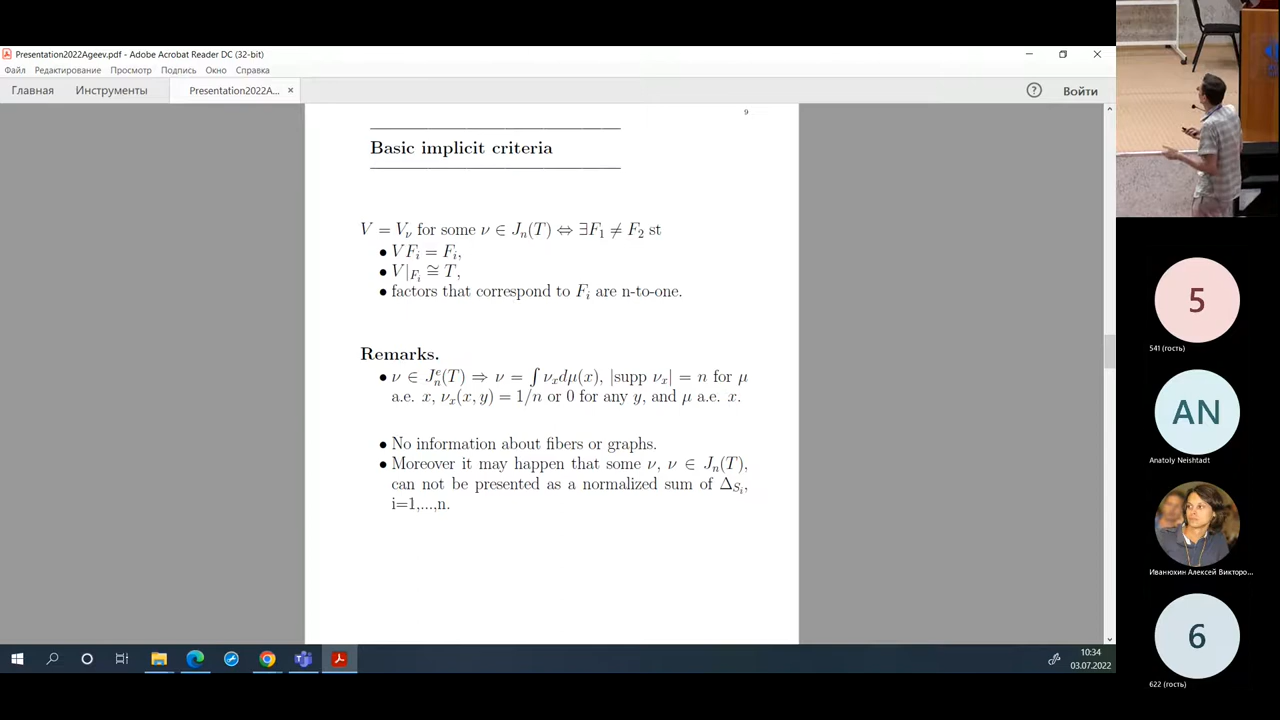 Presentation2022Ageev.pdf - Adobe Acrobat Reader DC (32-bit)
Файл Редактирование Просмотр Подпись Окно Справка
Главная Инструменты Presentation2022A... × ? Войти
9
Basic implicit criteria
V = V_ν for some ν ∈ J_n(T) ⇔ ∃F_1 ≠ F_2 st
• V F_i = F_i,
• V|_{F_i} ≅ T,
• factors that correspond to F_i are n-to-one.
Remarks.
• ν ∈ J_n^e(T) ⇒ ν = ∫ ν_x dμ(x), |supp ν_x| = n for μ
a.e. x, ν_x(x, y) = 1/n or 0 for any y, and μ a.e. x.
• No information about fibers or graphs.
• Moreover it may happen that some ν, ν ∈ J_n(T),
can not be presented as a normalized sum of Δ_{S_i},
i=1,...,n.
5
541 (гость)
AN
Anatoly Neishtadt
Иванюхин Алексей Викторо...
6
622 (гость)
10:34
03.07.2022